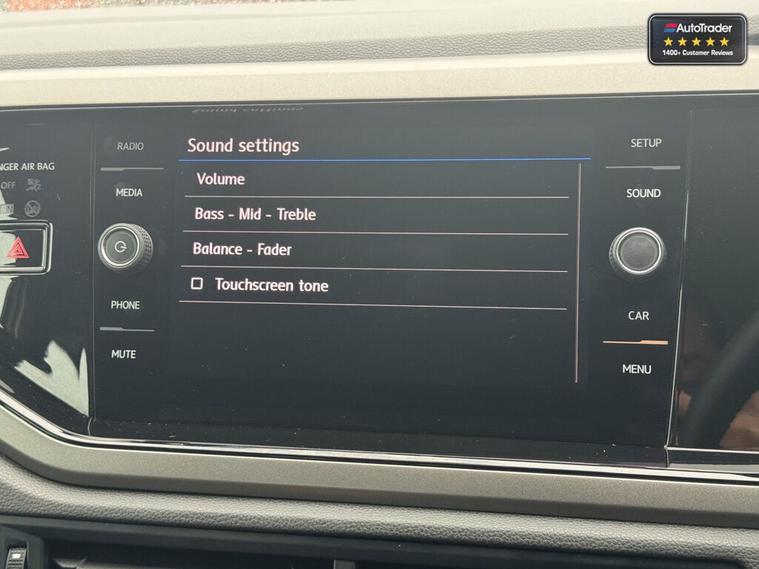 AutoTrader
1400+ Customer Reviews
RADIO
Sound settings
SETUP
NGER AIR BAG
OFF
MEDIA
Volume
SOUND
Bass - Mid - Treble
Balance - Fader
Touchscreen tone
PHONE
CAR
MUTE
MENU